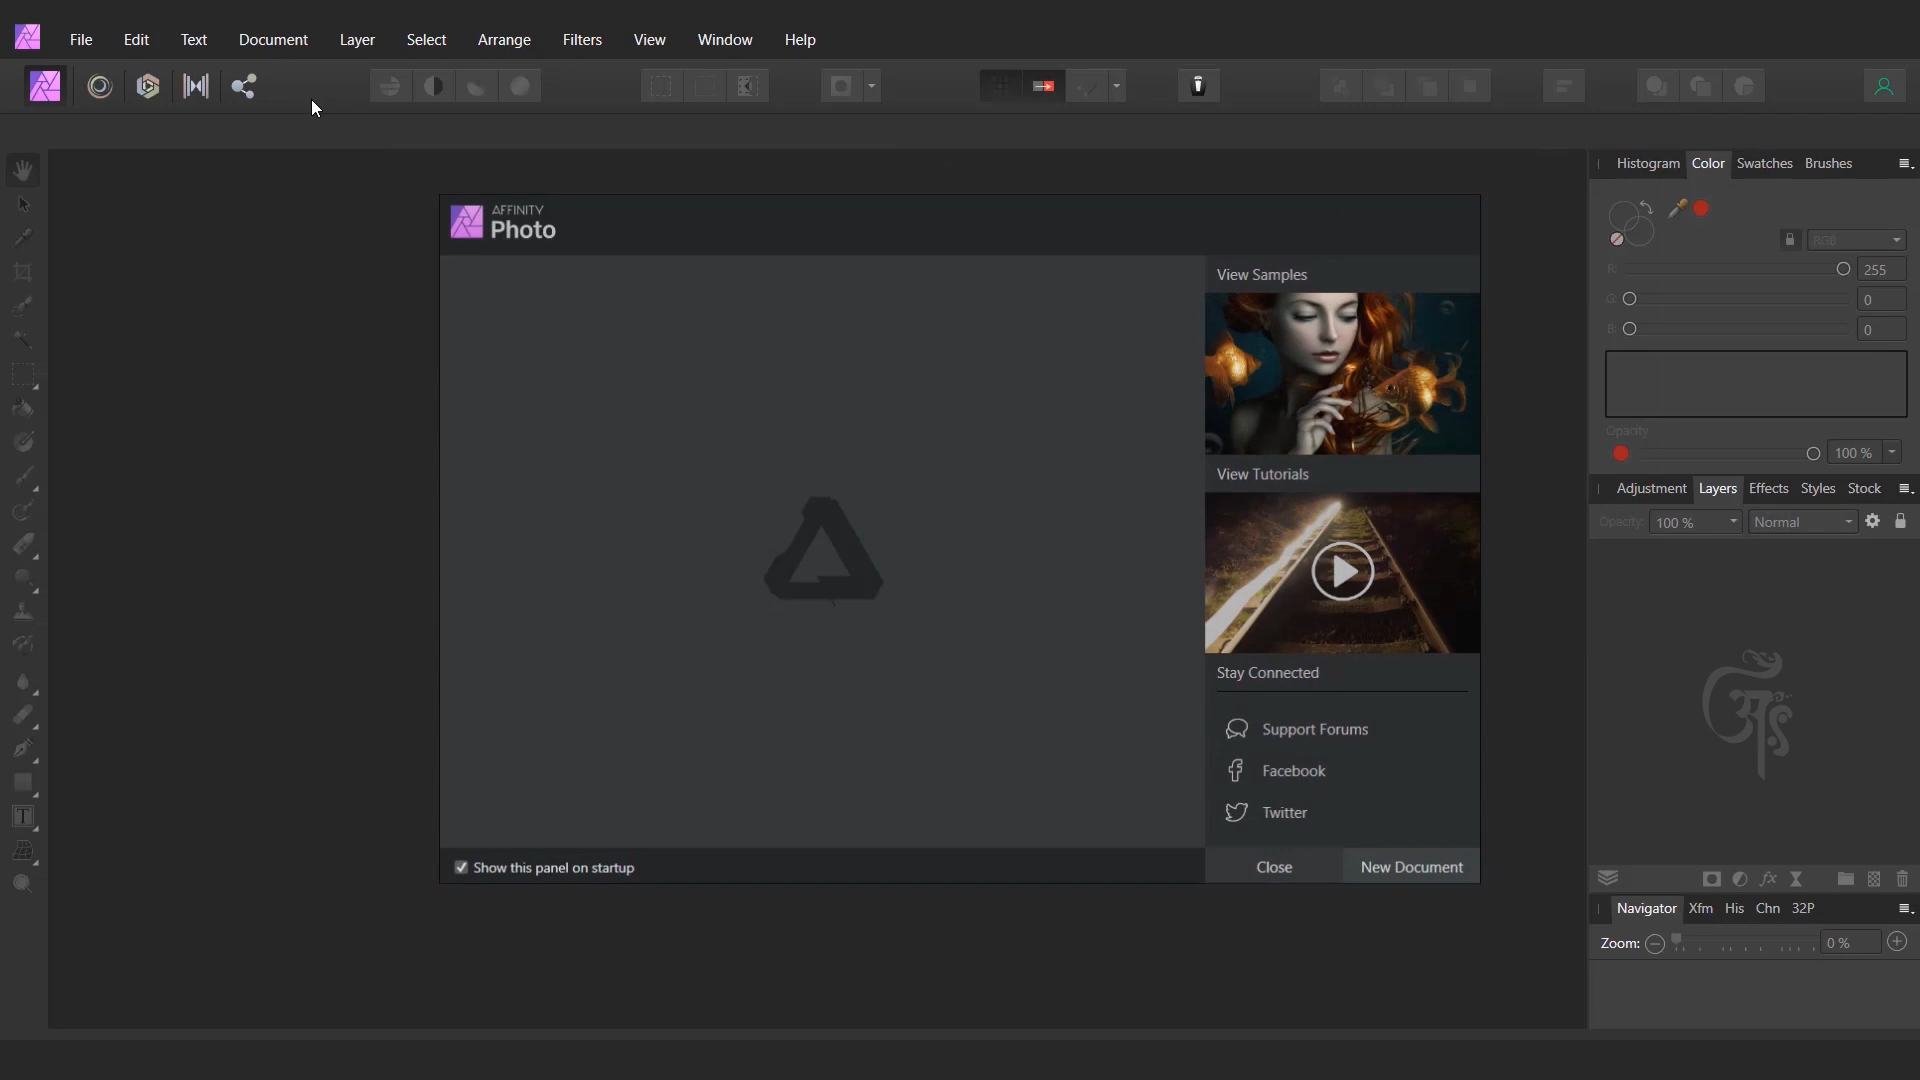 File Edit Text Document Layer Select Arrange Filters View Window Help
Histogram Color Swatches Brushes
AFFINITY
Photo
RGB
R: 255
G: 0
B: 0
Opacity
100 %
View Samples
View Tutorials
Stay Connected
Support Forums
Facebook
Twitter
Show this panel on startup
Close New Document
Adjustment Layers Effects Styles Stock
Opacity: 100 % Normal
fx
Navigator Xfm His Chn 32P
Zoom: 0 %